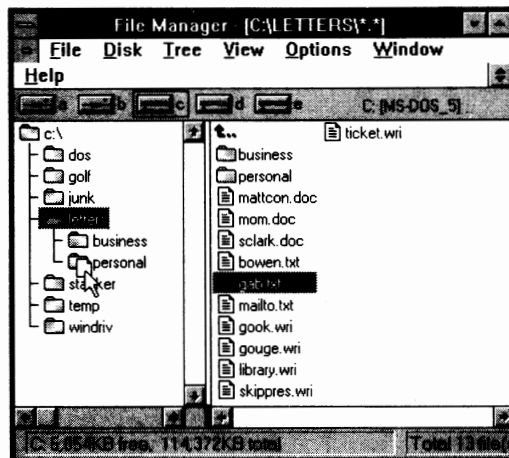 File Manager - [C:\LETTERS\*.*]
File Disk Tree View Options Window
Help
a b c d e C: [MS-DOS_5]
c:\
dos
golf
junk
letters
business
personal
stacker
temp
windriv
ticket.wri
business
personal
mattcon.doc
mom.doc
sclark.doc
bowen.txt
gab.txt
mailto.txt
gook.wri
gouge.wri
library.wri
skippres.wri
C: 6,054KB free, 114,372KB total Total 13 file(s)